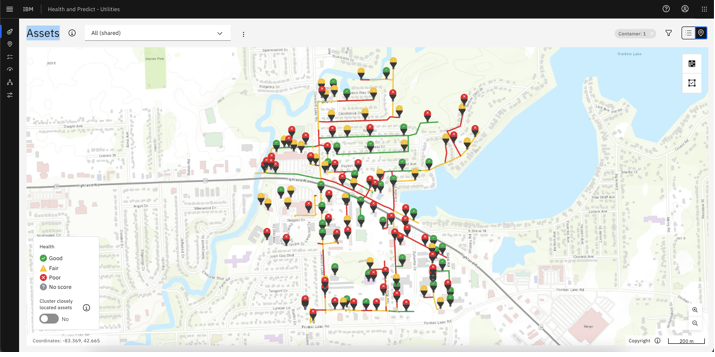 IBM Health and Predict - Utilities
Assets
All (shared)
Container: 1
Health
Good
Fair
Poor
No score
Cluster closely
located assets
No
Coordinates: -83.369, 42.665
Copyright
200 m